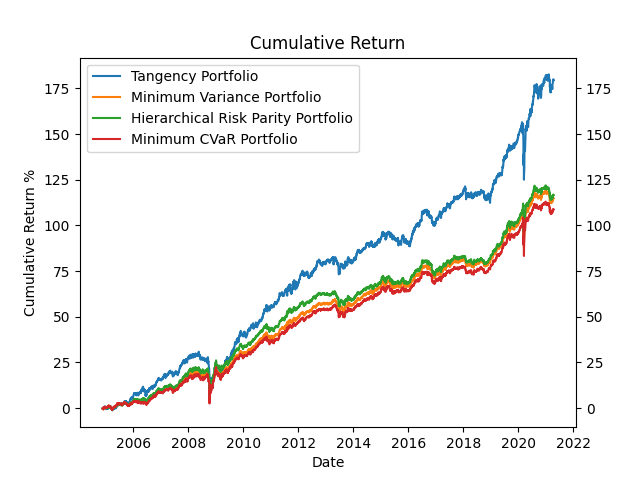 Cumulative Return
Tangency Portfolio
Minimum Variance Portfolio
Hierarchical Risk Parity Portfolio
Minimum CVaR Portfolio
Cumulative Return %
175 175
150 150
125 125
100 100
75 75
50 50
25 25
0 0
2006 2008 2010 2012 2014 2016 2018 2020 2022
Date